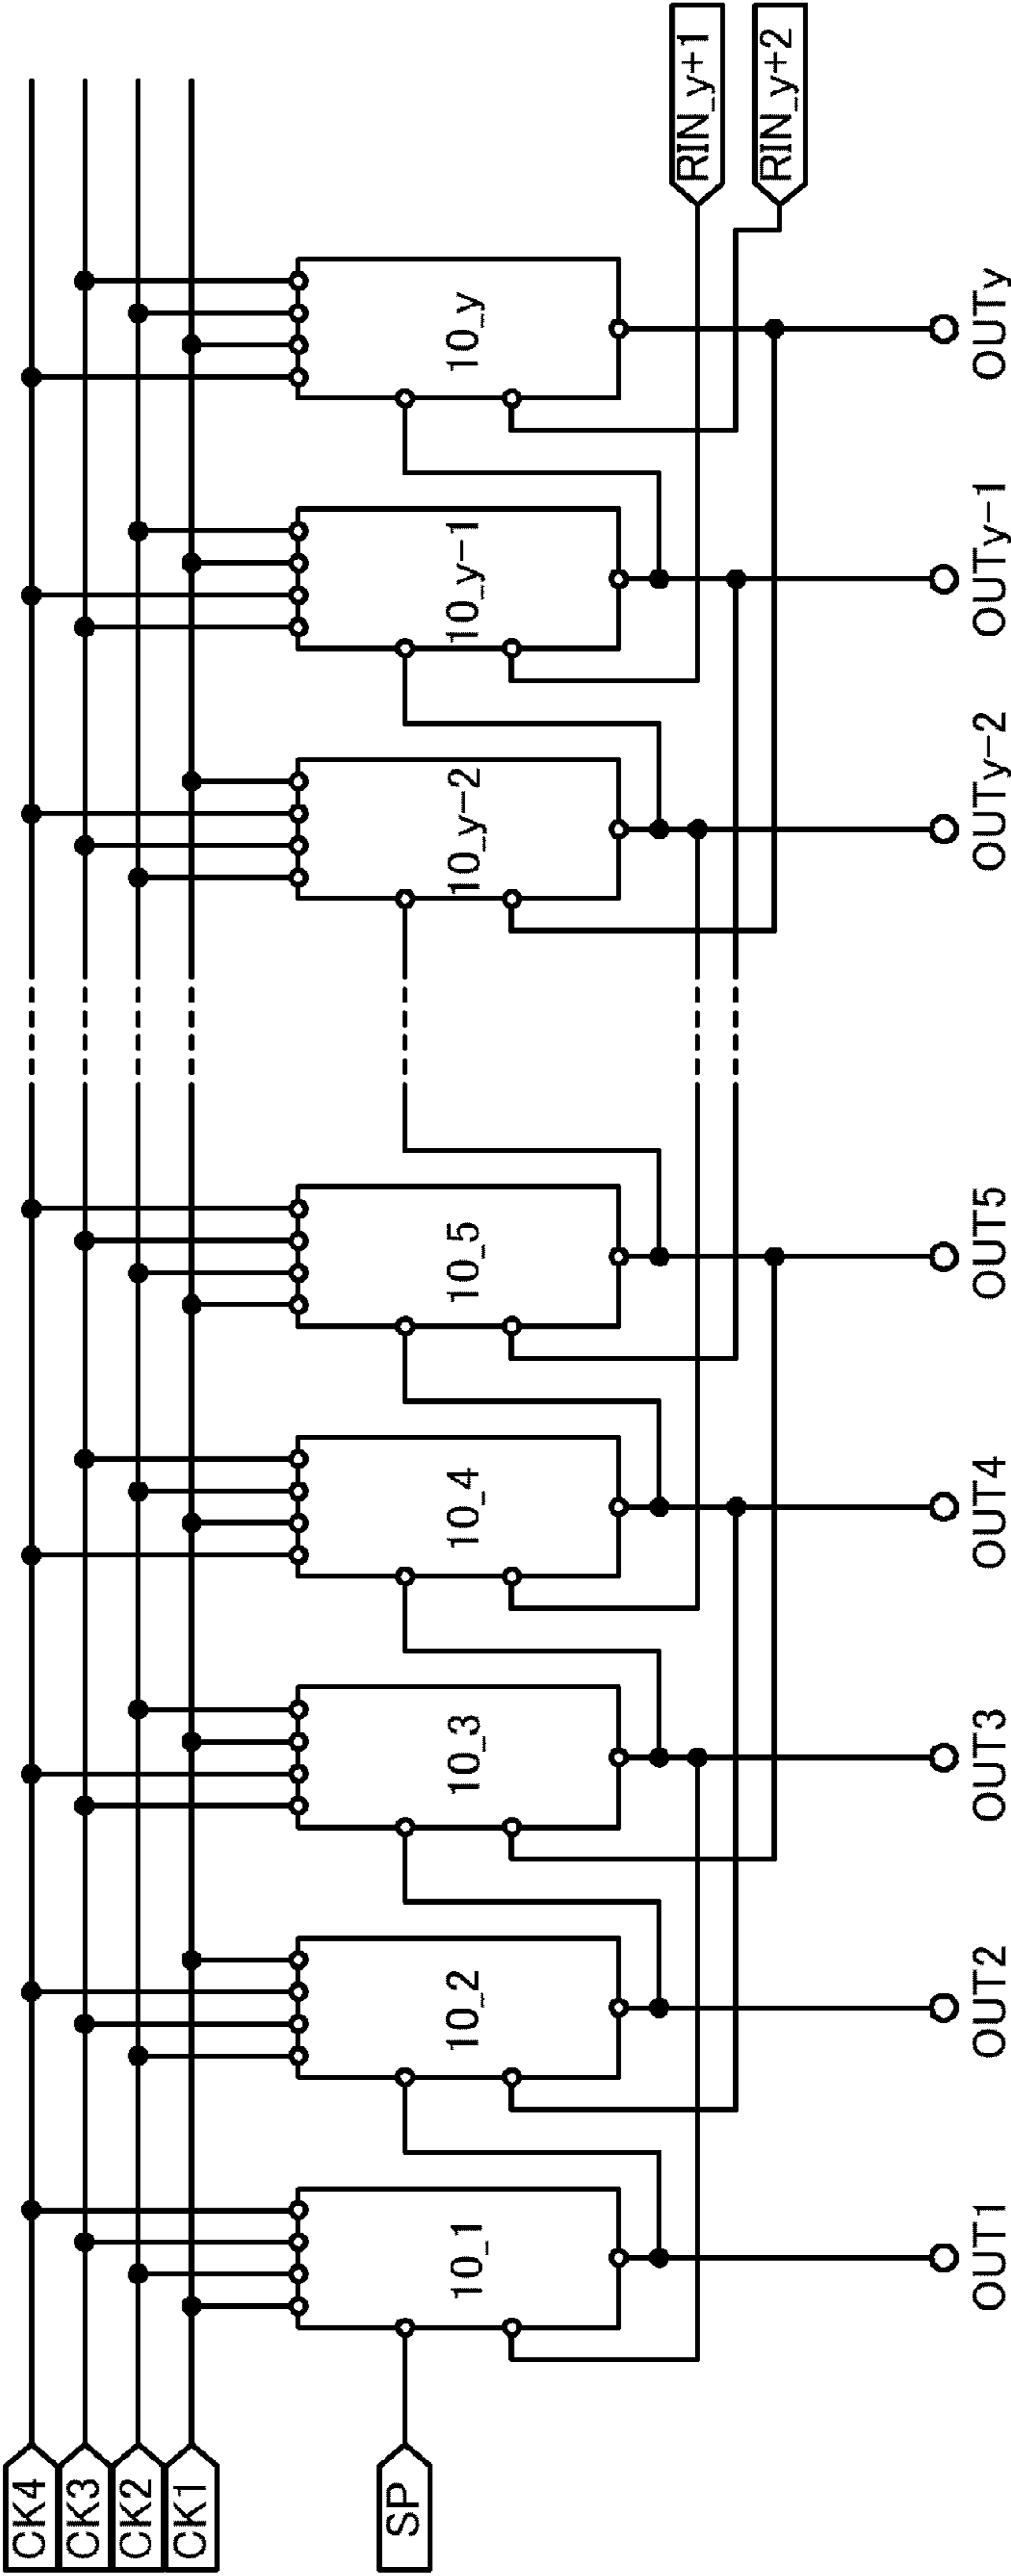 CK4
CK3
CK2
CK1
SP
10_1
10_2
10_3
10_4
10_5
10_y-2
10_y-1
10_y
RIN_y+1
RIN_y+2
OUT1
OUT2
OUT3
OUT4
OUT5
OUTy-2
OUTy-1
OUTy